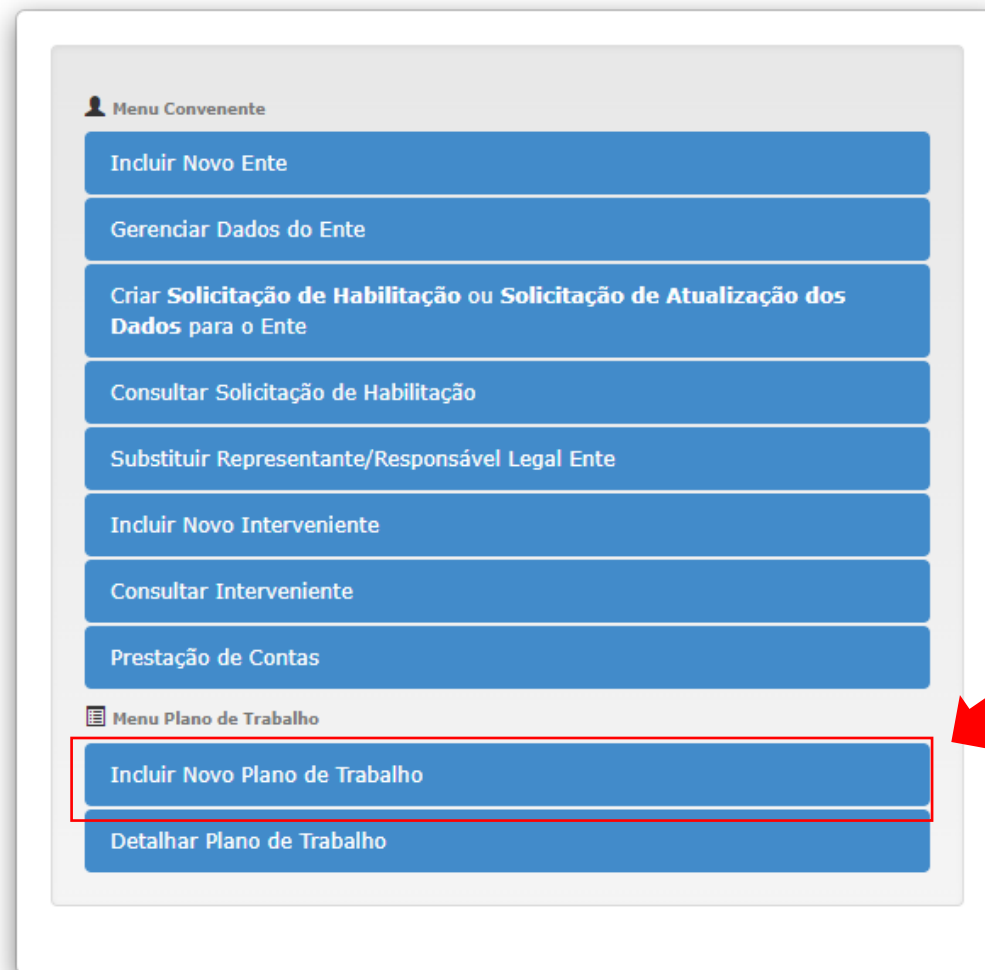 Menu Convenente
Incluir Novo Ente
Gerenciar Dados do Ente
Criar Solicitação de Habilitação ou Solicitação de Atualização dos
Dados para o Ente
Consultar Solicitação de Habilitação
Substituir Representante/Responsável Legal Ente
Incluir Novo Interveniente
Consultar Interveniente
Prestação de Contas
Menu Plano de Trabalho
Incluir Novo Plano de Trabalho
Detalhar Plano de Trabalho